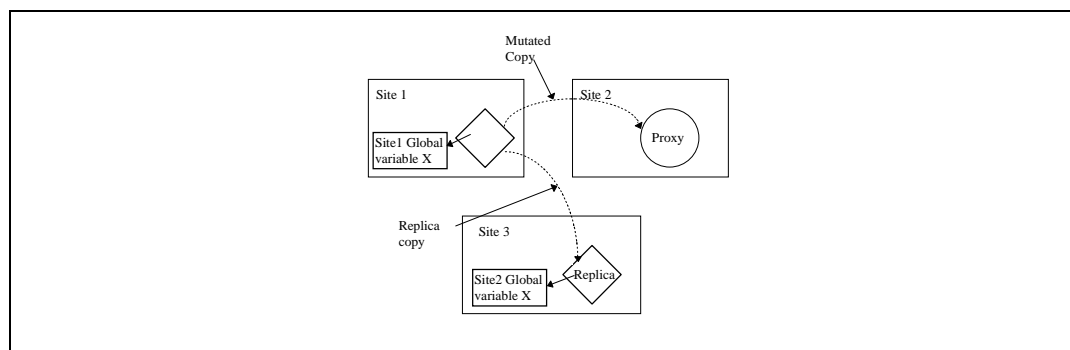 Mutated
Copy
Site 1
Site 2
Site1 Global
variable X
Proxy
Replica
copy
Site 3
Site2 Global
variable X
Replica